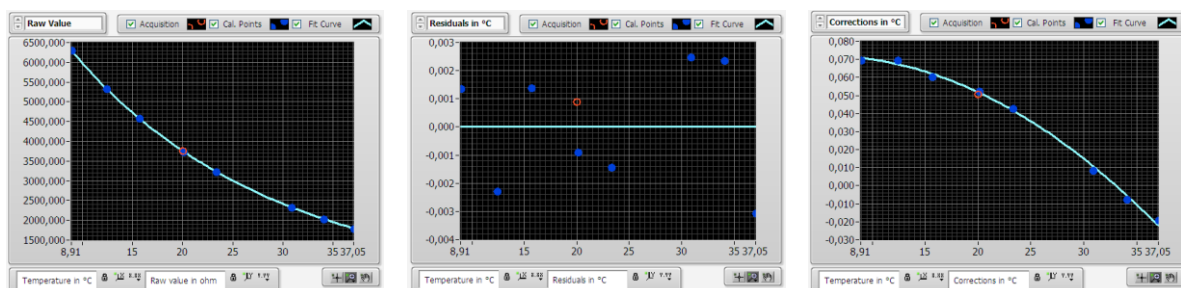 Raw Value
Acquisition
Cal. Points
Fit Curve
6500,000
6000,000
5500,000
5000,000
4500,000
4000,000
3500,000
3000,000
2500,000
2000,000
1500,000
8,91 15 20 25 30 35 37,05
Temperature in °C
Raw value in ohm
Residuals in °C
Acquisition
Cal. Points
Fit Curve
0,003
0,002
0,001
0,000
-0,001
-0,002
-0,003
-0,004
8,91 15 20 25 30 35 37,05
Temperature in °C
Residuals in °C
Corrections in °C
Acquisition
Cal. Points
Fit Curve
0,080
0,070
0,060
0,050
0,040
0,030
0,020
0,010
0,000
-0,010
-0,020
-0,030
8,91 15 20 25 30 35 37,05
Temperature in °C
Corrections in °C